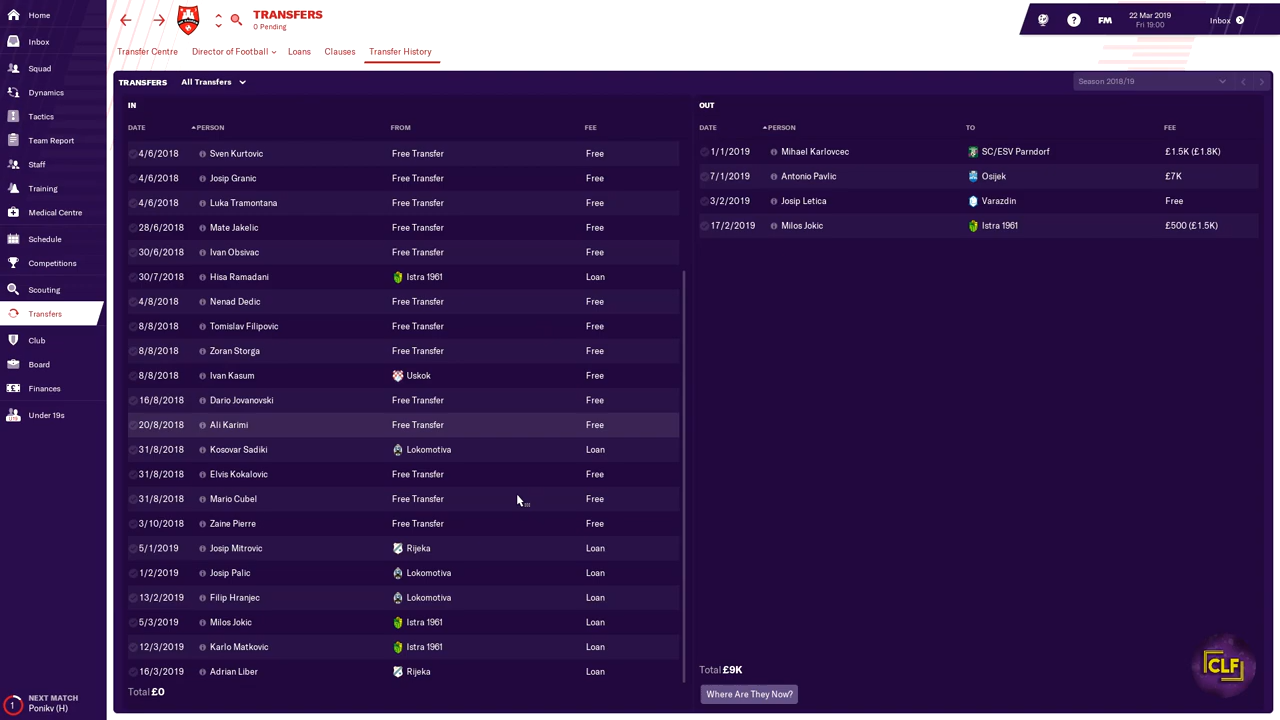 Home
Inbox
Squad
Dynamics
Tactics
Team Report
Staff
Training
Medical Centre
Schedule
Competitions
Scouting
Transfers
Club
Board
Finances
Under 19s
1
NEXT MATCH
Ponikv (H)
TRANSFERS
0 Pending
? FM 22 Mar 2019 Inbox
Fri 19:00
Transfer Centre Director of Football Loans Clauses Transfer History
TRANSFERS All Transfers Season 2018/19
IN
DATE PERSON FROM FEE
4/6/2018 Sven Kurtovic Free Transfer Free
4/6/2018 Josip Granic Free Transfer Free
4/6/2018 Luka Tramontana Free Transfer Free
28/6/2018 Mate Jakelic Free Transfer Free
30/6/2018 Ivan Obsivac Free Transfer Free
30/7/2018 Hisa Ramadani Istra 1961 Loan
4/8/2018 Nenad Dedic Free Transfer Free
8/8/2018 Tomislav Filipovic Free Transfer Free
8/8/2018 Zoran Storga Free Transfer Free
8/8/2018 Ivan Kasum Uskok Free
16/8/2018 Dario Jovanovski Free Transfer Free
20/8/2018 Ali Karimi Free Transfer Free
31/8/2018 Kosovar Sadiki Lokomotiva Loan
31/8/2018 Elvis Kokalovic Free Transfer Free
31/8/2018 Mario Cubel Free Transfer Free
3/10/2018 Zaine Pierre Free Transfer Free
5/1/2019 Josip Mitrovic Rijeka Loan
1/2/2019 Josip Palic Lokomotiva Loan
13/2/2019 Filip Hranjec Lokomotiva Loan
5/3/2019 Milos Jokic Istra 1961 Loan
12/3/2019 Karlo Matkovic Istra 1961 Loan
16/3/2019 Adrian Liber Rijeka Loan
Total £0
OUT
DATE PERSON TO FEE
1/1/2019 Mihael Karlovcec SC/ESV Parndorf £1.5K (£1.8K)
7/1/2019 Antonio Pavlic Osijek £7K
3/2/2019 Josip Letica Varazdin Free
17/2/2019 Milos Jokic Istra 1961 £500 (£1.5K)
Total £9K
Where Are They Now?
CLF